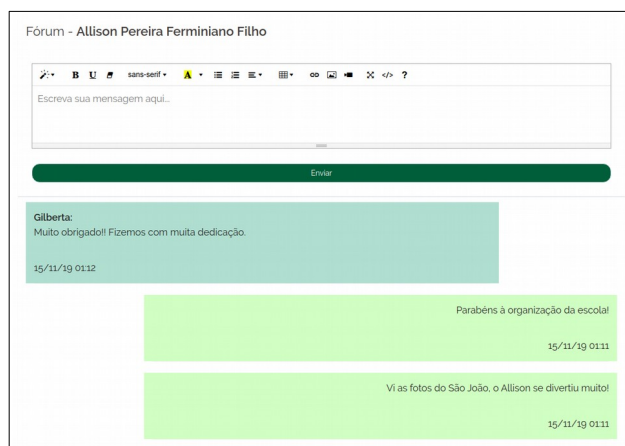 Fórum - Allison Pereira Ferminiano Filho
B U sans-serif A </> ?
Escreva sua mensagem aqui...
Enviar
Gilberta:
Muito obrigado!! Fizemos com muita dedicação.
15/11/19 01:12
Parabéns à organização da escola!
15/11/19 01:11
Vi as fotos do São João, o Allison se divertiu muito!
15/11/19 01:11